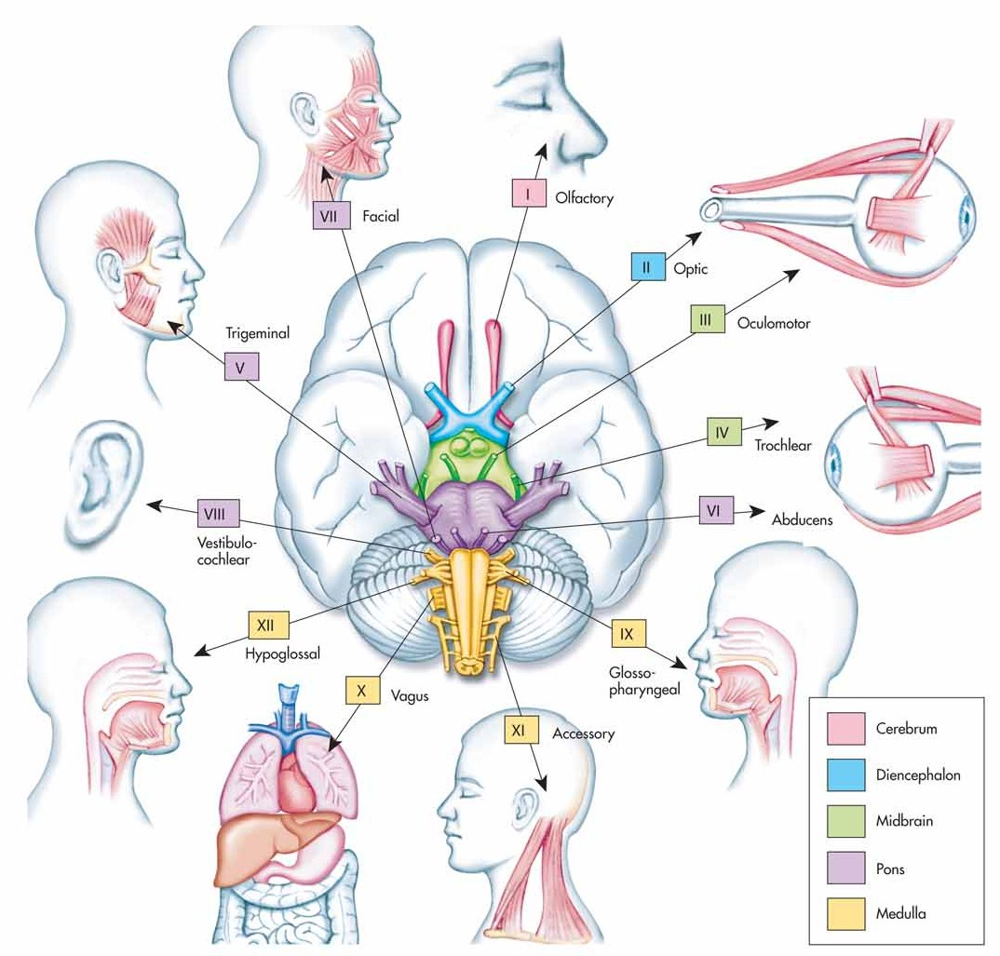 I
Olfactory
VII
Facial
II
Optic
III
Oculomotor
Trigeminal
V
IV
Trochlear
VIII
Vestibulo-
cochlear
VI
Abducens
XII
Hypoglossal
IX
Glosso-
pharyngeal
X
Vagus
XI
Accessory
Cerebrum
Diencephalon
Midbrain
Pons
Medulla